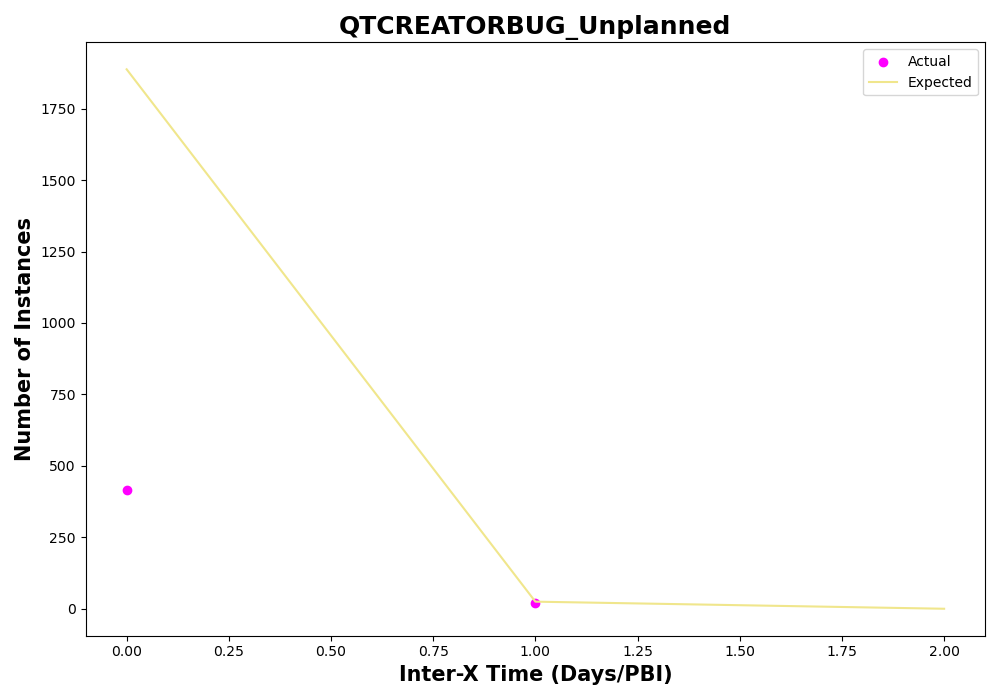 QTCREATORBUG_Unplanned
Actual
Expected
1750
1500
1250
1000
750
500
250
0
Number of Instances
0.00 0.25 0.50 0.75 1.00 1.25 1.50 1.75 2.00
Inter-X Time (Days/PBI)